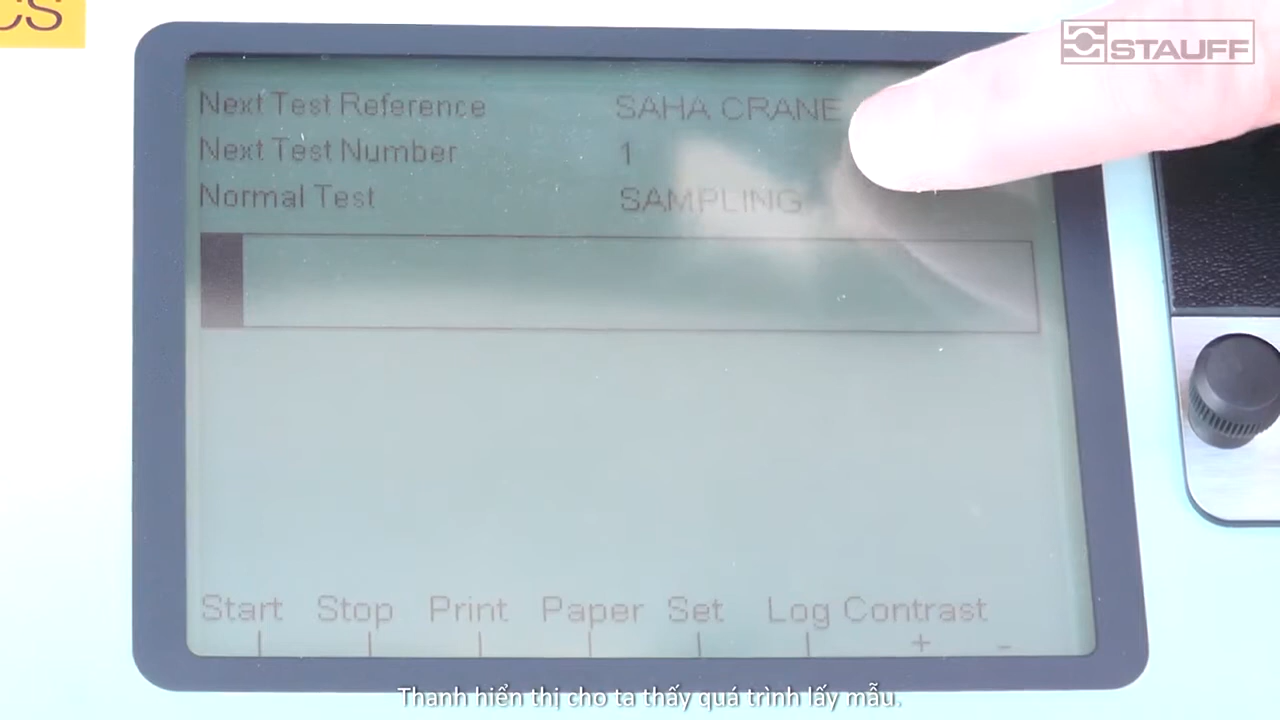 CS
STAUFF
Next Test Reference SAHA CRANE
Next Test Number 1
Normal Test SAMPLING
Start Stop Print Paper Set Log Contrast
+ -
Thanh hiển thị cho ta thấy quá trình lấy mẫu.